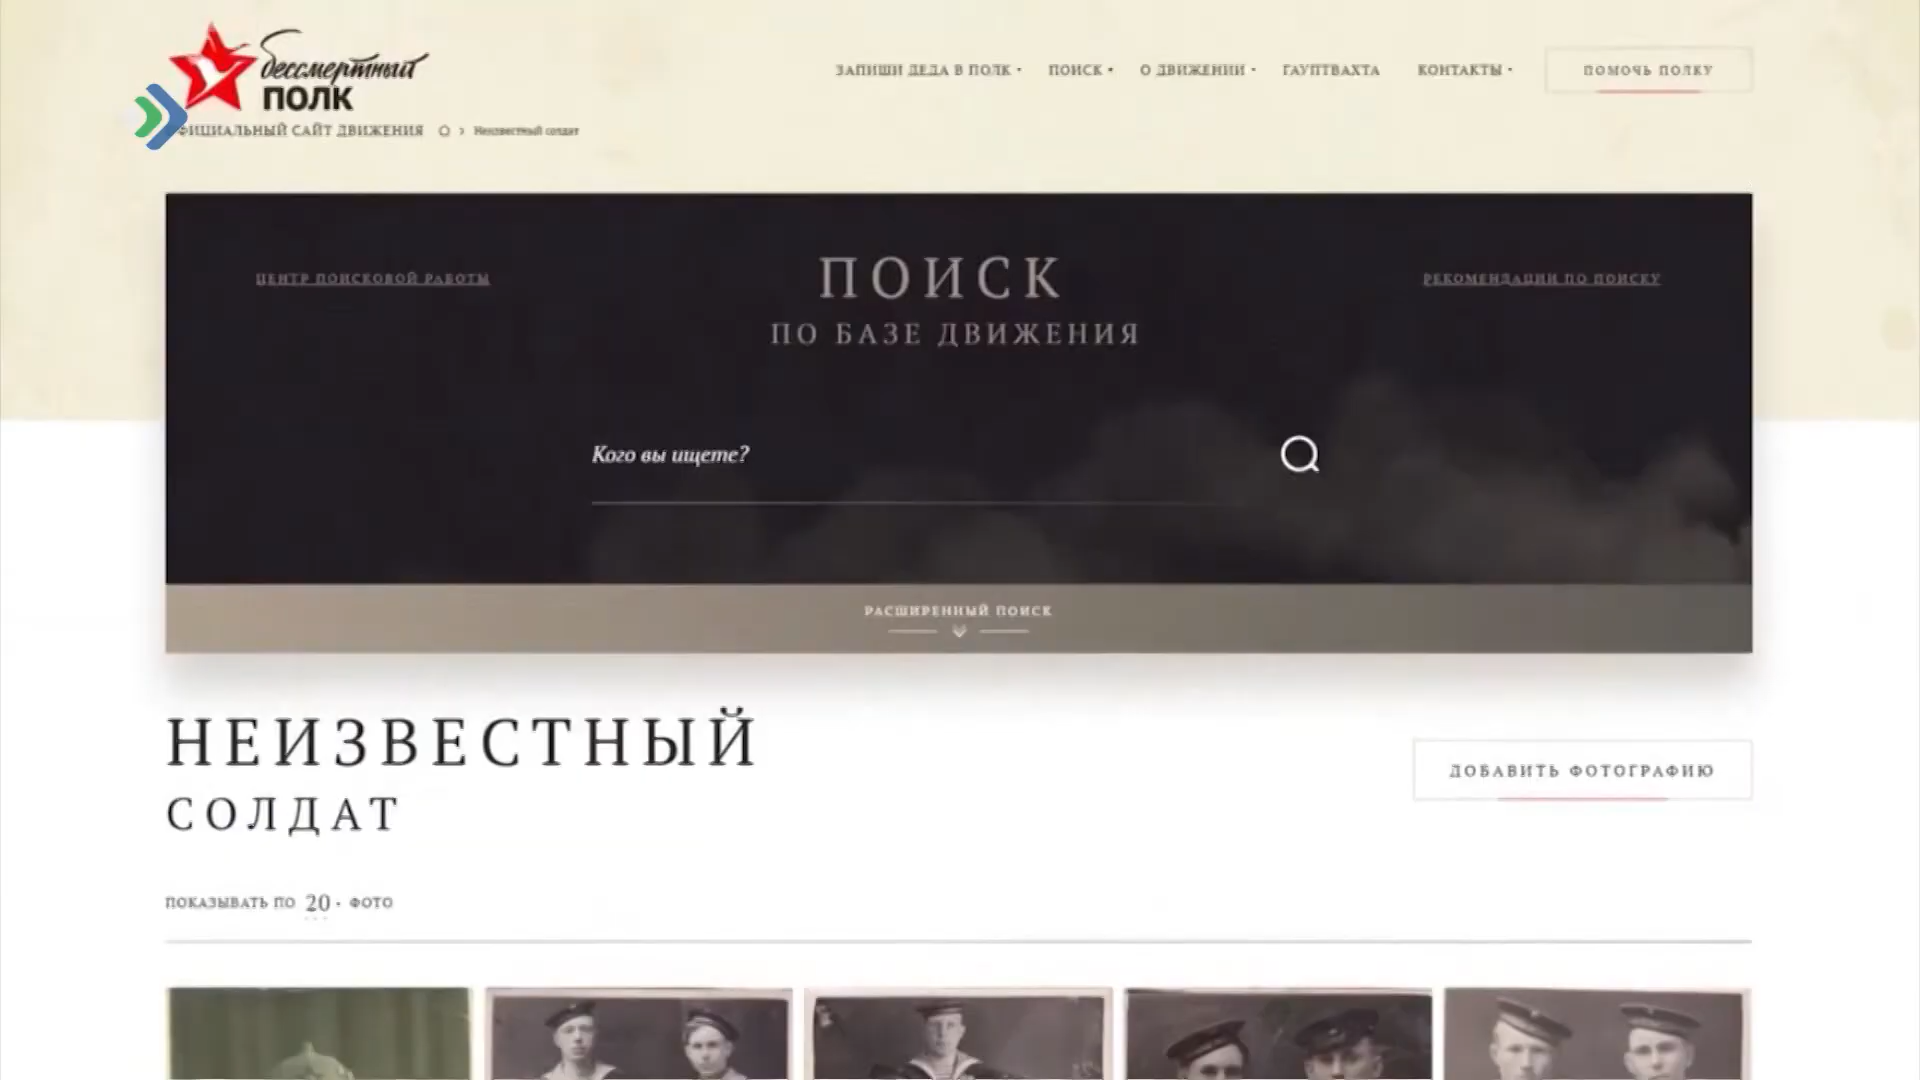 бессмертный
ПОЛК
ФИЦИАЛЬНЫЙ САЙТ ДВИЖЕНИЯ > Неизвестный солдат
ЗАПИШИ ДЕДА В ПОЛК ПОИСК О ДВИЖЕНИИ ГАУПТВАХТА КОНТАКТЫ ПОМОЧЬ ПОЛКУ
ЦЕНТР ПОИСКОВОЙ РАБОТЫ
ПОИСК
ПО БАЗЕ ДВИЖЕНИЯ
РЕКОМЕНДАЦИИ ПО ПОИСКУ
Кого вы ищете?
РАСШИРЕННЫЙ ПОИСК
НЕИЗВЕСТНЫЙ
СОЛДАТ
ДОБАВИТЬ ФОТОГРАФИЮ
ПОКАЗЫВАТЬ ПО 20 ФОТО